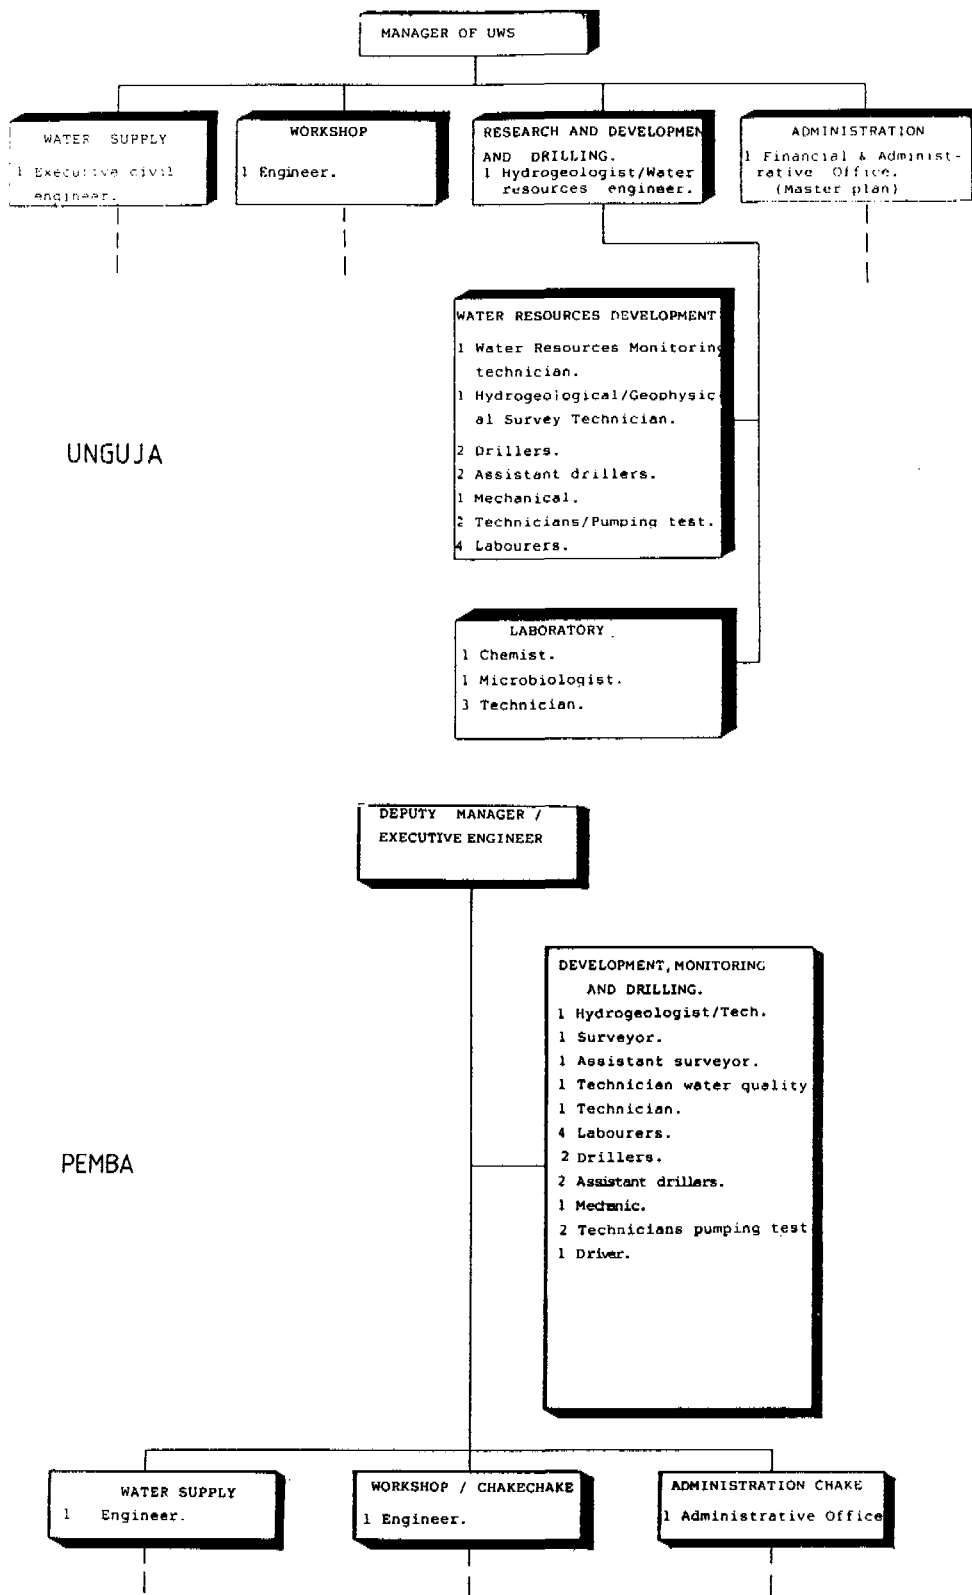 MANAGER OF UWS
WATER SUPPLY
1 Executive civil
engineer.
WORKSHOP
1 Engineer.
RESEARCH AND DEVELOPMEN
AND DRILLING.
1 Hydrogeologist/Water
resources engineer.
ADMINISTRATION
1 Financial & Administ-
rative Office.
(Master plan)
WATER RESOURCES DEVELOPMENT
1 Water Resources Monitoring
technician.
1 Hydrogeological/Geophysic
al Survey Technician.
2 Drillers.
2 Assistant drillers.
1 Mechanical.
2 Technicians/Pumping test.
4 Labourers.
UNGUJA
LABORATORY
1 Chemist.
1 Microbiologist.
3 Technician.
DEPUTY MANAGER /
EXECUTIVE ENGINEER
DEVELOPMENT, MONITORING
AND DRILLING.
1 Hydrogeologist/Tech.
1 Surveyor.
1 Assistant surveyor.
1 Technician water quality
1 Technician.
4 Labourers.
2 Drillers.
2 Assistant drillars.
1 Mechanic.
2 Technicians pumping test
1 Driver.
PEMBA
WATER SUPPLY
1 Engineer.
WORKSHOP / CHAKECHAKE
1 Engineer.
ADMINISTRATION CHAKE
1 Administrative Office